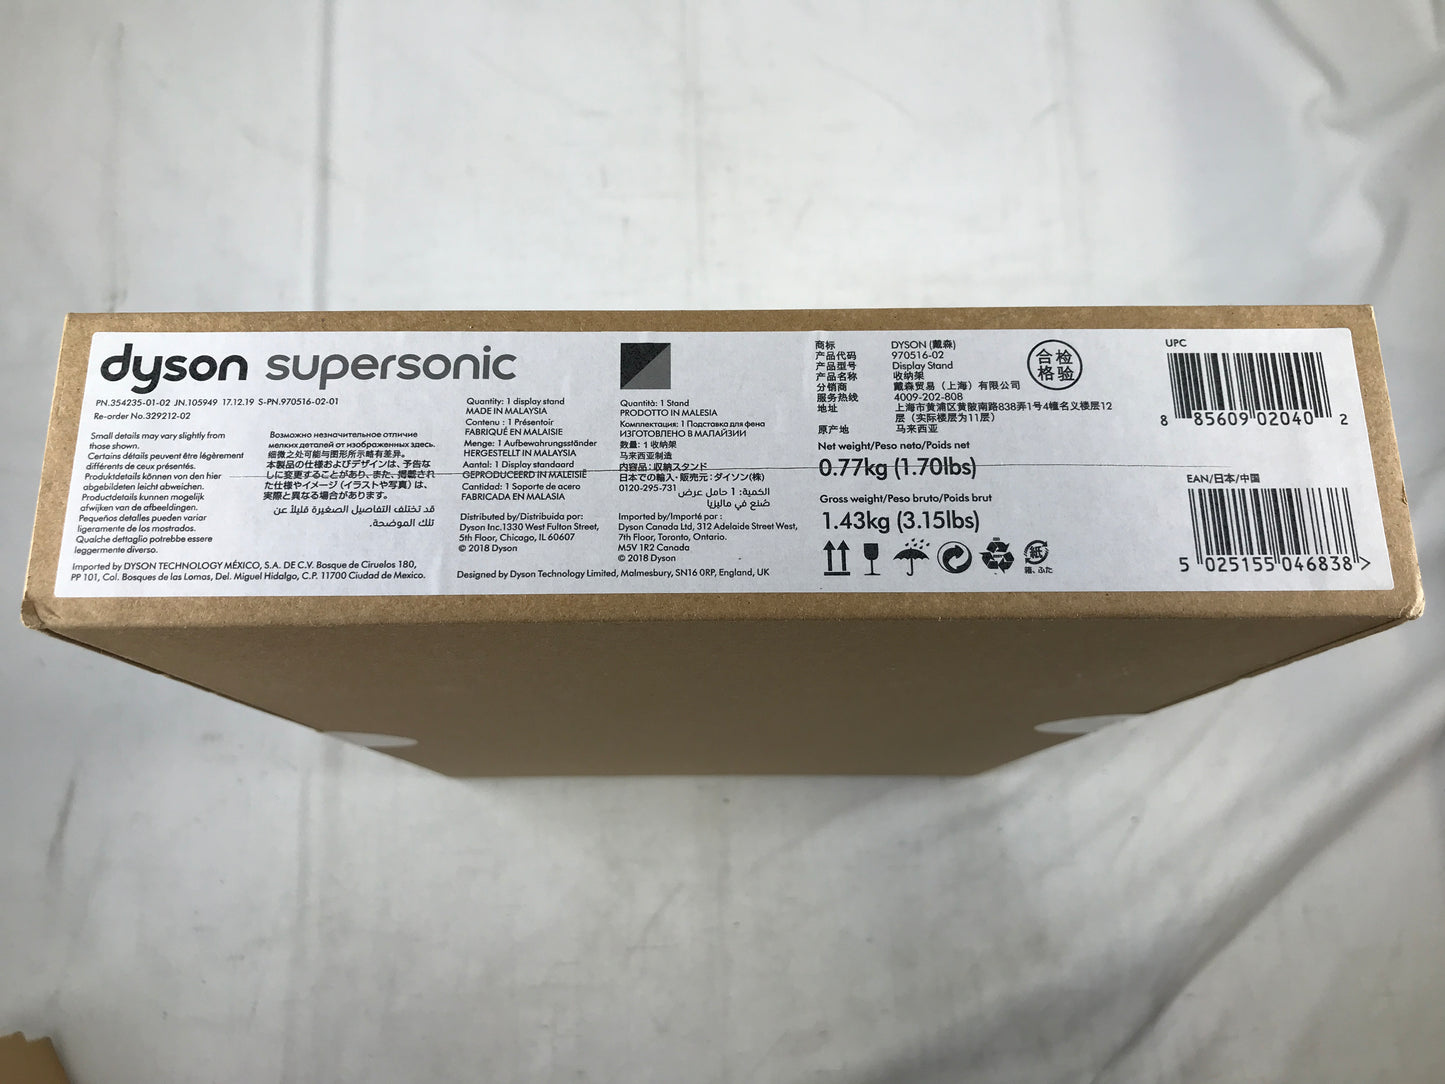 dyson supersonic
PN.354235-01-02 JN.105949 17.12.19 S-PN.970516-02-01
Re-order No.329212-02
Small details may vary slightly from
those shown.
Certains détails peuvent être légèrement
différents de ceux présentés.
Produktdetails können von den hier
abgebildeten leicht abweichen.
Productdetails kunnen mogelijk
afwijken van de afbeeldingen.
Pequeños detalles pueden variar
ligeramente de los mostrados.
Qualche dettaglio potrebbe essere
leggermente diverso.
Возможно незначительное отличие
мелких деталей от изображенных здесь.
细微之处可能与图形所示略有差异。
本製品の仕様およびデザインは、予告な
しに変更することがあり、また、掲載され
た仕様やイメージ(イラストや写真)は、
実際と異なる場合があります。
قد تختلف التفاصيل الصغيرة قليلاً عن
تلك الموضحة.
Imported by DYSON TECHNOLOGY MÉXICO, S.A. DE C.V. Bosque de Ciruelos 180,
PP 101, Col. Bosques de las Lomas, Del. Miguel Hidalgo, C.P. 11700 Ciudad de Mexico.
Quantity: 1 display stand
MADE IN MALAYSIA
Contenu : 1 Présentoir
FABRIQUÉ EN MALAISIE
Menge: 1 Aufbewahrungsständer
HERGESTELLT IN MALAYSIA
Aantal: 1 Display standaard
GEPRODUCEERD IN MALEISIË
Cantidad: 1 Soporte de acero
FABRICADA EN MALASIA
Distributed by/Distribuida por:
Dyson Inc.1330 West Fulton Street,
5th Floor, Chicago, IL 60607
© 2018 Dyson
Quantità: 1 Stand
PRODOTTO IN MALESIA
Комплектация: 1 Подставка для фена
ИЗГОТОВЛЕНО В МАЛАЙЗИИ
数量: 1 收纳架
马来西亚制造
内容品: 収納スタンド
日本での輸入・販売元: ダイソン(株)
0120-295-731
الكمية: 1 حامل عرض
صُنع في ماليزيا
Imported by/Importé par :
Dyson Canada Ltd, 312 Adelaide Street West,
7th Floor, Toronto, Ontario.
M5V 1R2 Canada
© 2018 Dyson
Designed by Dyson Technology Limited, Malmesbury, SN16 0RP, England, UK
商标 DYSON (戴森)
产品代码 970516-02
产品型号 Display Stand
产品名称 收纳架
分销商 戴森贸易(上海)有限公司
服务热线 4009-202-808
地址 上海市黄浦区黄陂南路838弄1号4幢名义楼层12
层(实际楼层为11层)
原产地 马来西亚
合检
格验
Net weight/Peso neto/Poids net
0.77kg (1.70lbs)
Gross weight/Peso bruto/Poids brut
1.43kg (3.15lbs)
紙
箱、ふた
UPC
8 85609 02040 2
EAN/日本/中国
5 025155 046838 >